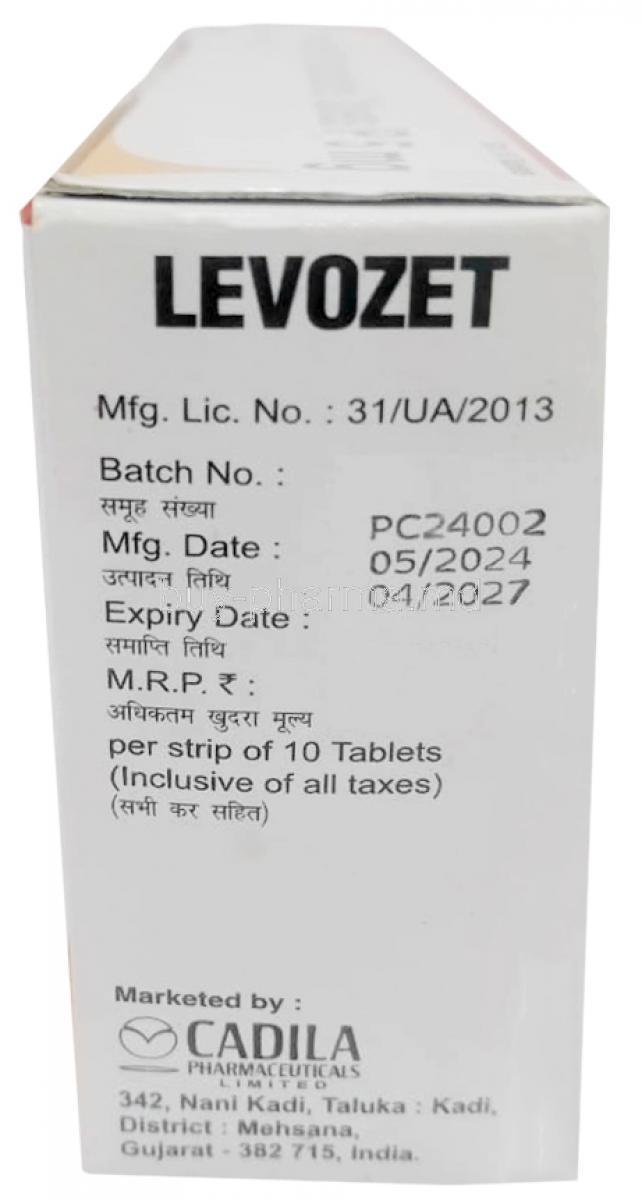 LEVOZET
Mfg. Lic. No. : 31/UA/2013
Batch No. :
समूह संख्या
PC24002
Mfg. Date :
05/2024
उत्पादन तिथि
04/2027
Expiry Date :
समाप्ति तिथि
M.R.P. ₹ :
अधिकतम खुदरा मूल्य
per strip of 10 Tablets
(Inclusive of all taxes)
(सभी कर सहित)
Marketed by :
CADILA
PHARMACEUTICALS
LIMITED
342, Nani Kadi, Taluka : Kadi,
District : Mehsana,
Gujarat - 382 715, India.